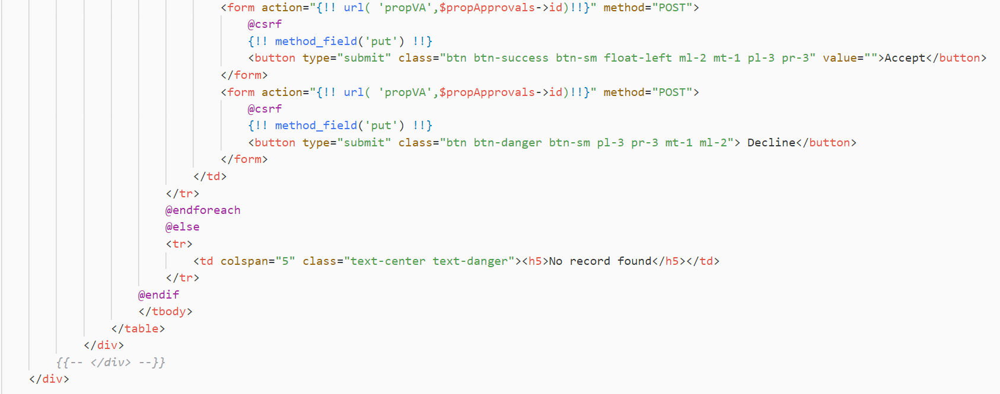 <form action="{!! url( 'propVA',$propApprovals->id)!!}" method="POST">
@csrf
{!! method_field('put') !!}
<button type="submit" class="btn btn-success btn-sm float-left ml-2 mt-1 pl-3 pr-3" value="">Accept</button>
</form>
<form action="{!! url( 'propVA',$propApprovals->id)!!}" method="POST">
@csrf
{!! method_field('put') !!}
<button type="submit" class="btn btn-danger btn-sm pl-3 pr-3 mt-1 ml-2"> Decline</button>
</form>
</td>
</tr>
@endforeach
@else
<tr>
<td colspan="5" class="text-center text-danger"><h5>No record found</h5></td>
</tr>
@endif
</tbody>
</table>
</div>
{{-- </div> --}}
</div>